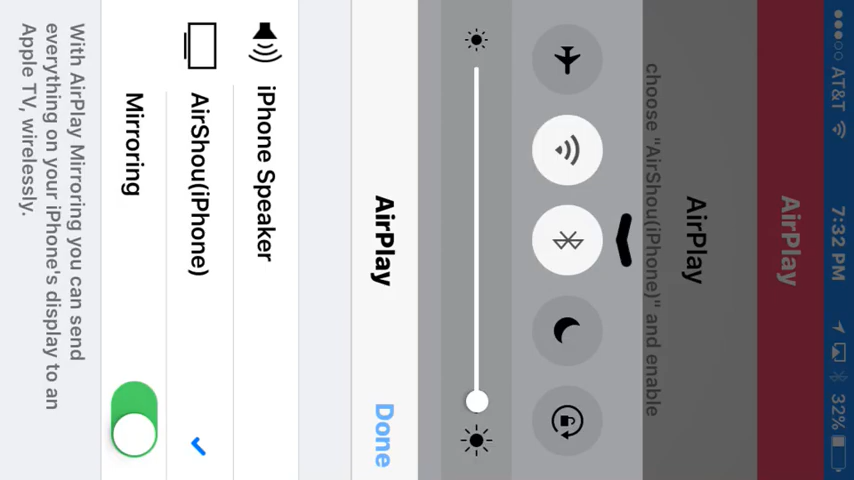 AT&T 7:32 PM 32%
AirPlay
AirPlay
choose "AirShou(iPhone)" and enable
AirPlay Done
iPhone Speaker
AirShou(iPhone)
Mirroring
With AirPlay Mirroring you can send
everything on your iPhone's display to an
Apple TV, wirelessly.